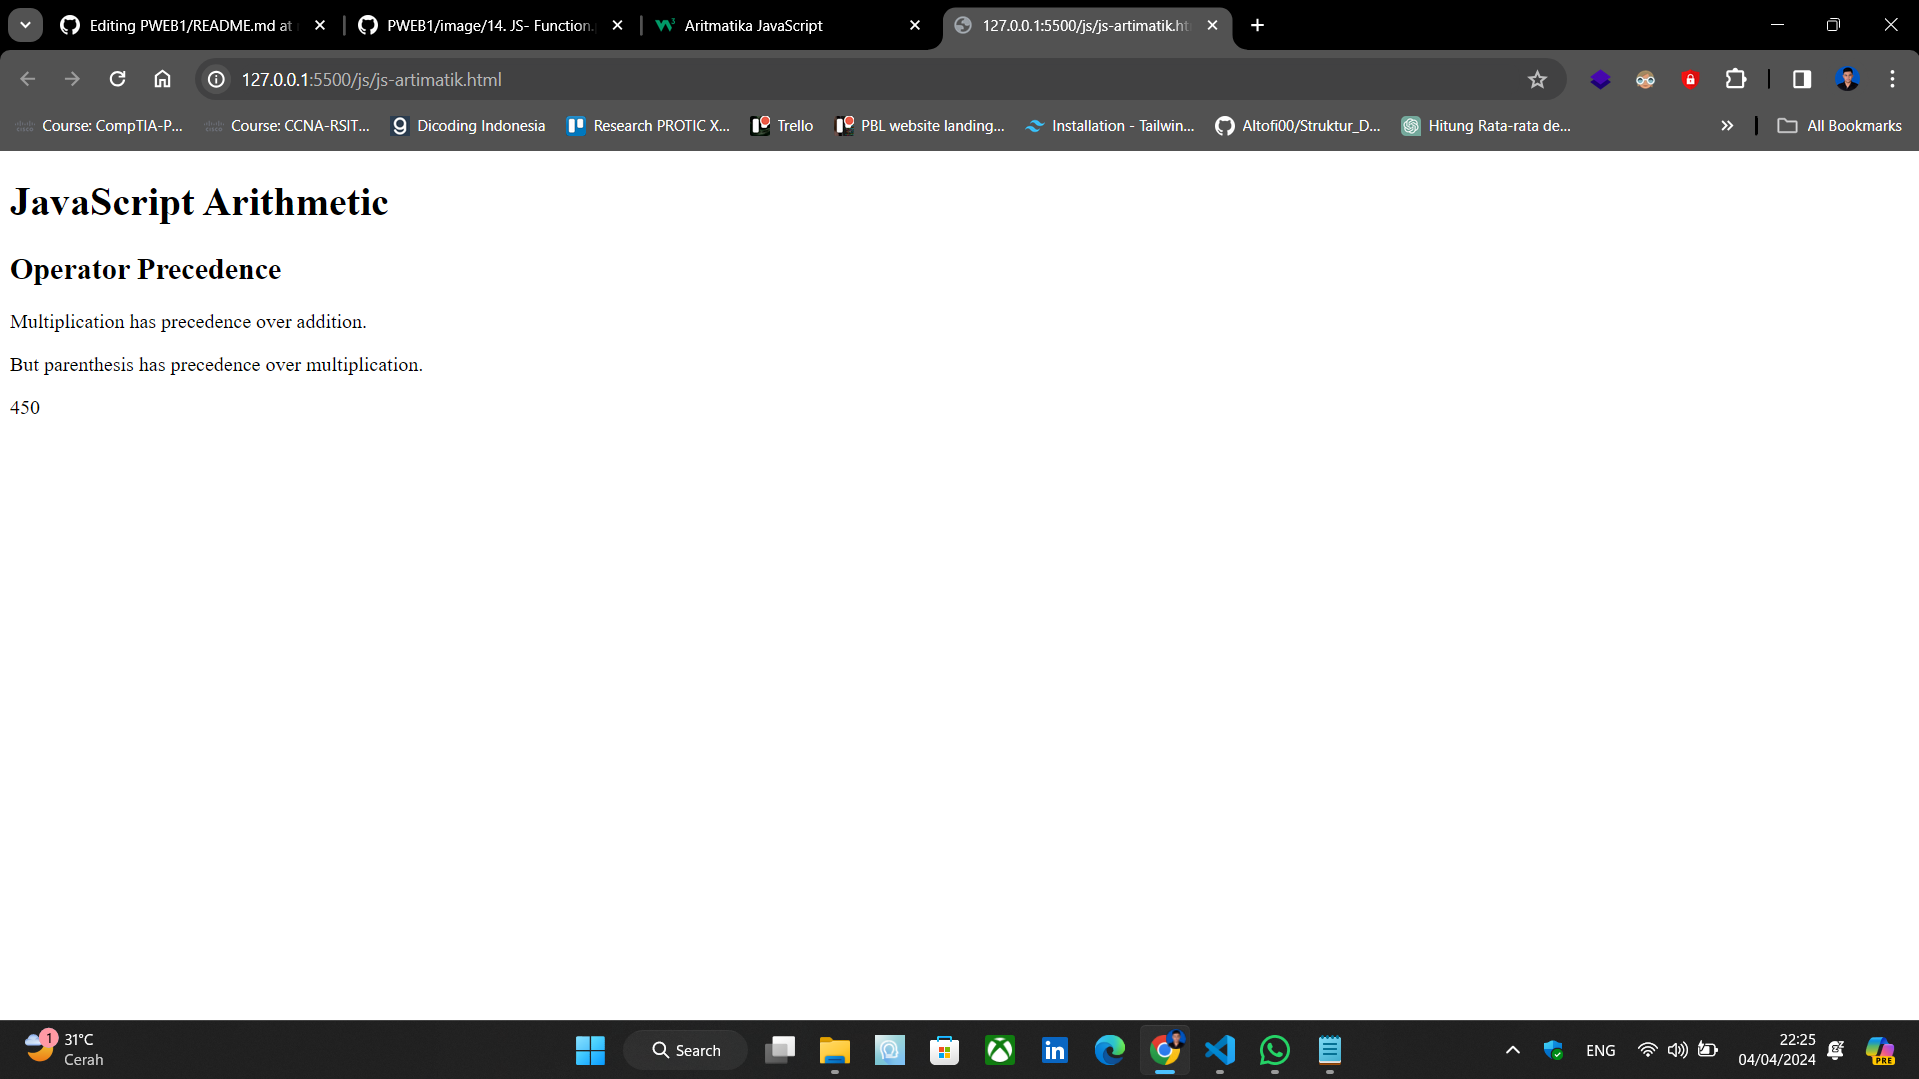 Editing PWEB1/README.md at
PWEB1/image/14. JS- Function.
Aritmatika JavaScript
127.0.0.1:5500/js/js-artimatik.ht
127.0.0.1:5500/js/js-artimatik.html
Course: CompTIA-P...
Course: CCNA-RSIT...
Dicoding Indonesia
Research PROTIC X...
Trello
PBL website landing...
Installation - Tailwin...
Altofi00/Struktur_D...
Hitung Rata-rata de...
All Bookmarks
JavaScript Arithmetic
Operator Precedence
Multiplication has precedence over addition.
But parenthesis has precedence over multiplication.
450
1
31°C
Cerah
Search
ENG
22:25
04/04/2024
PRE